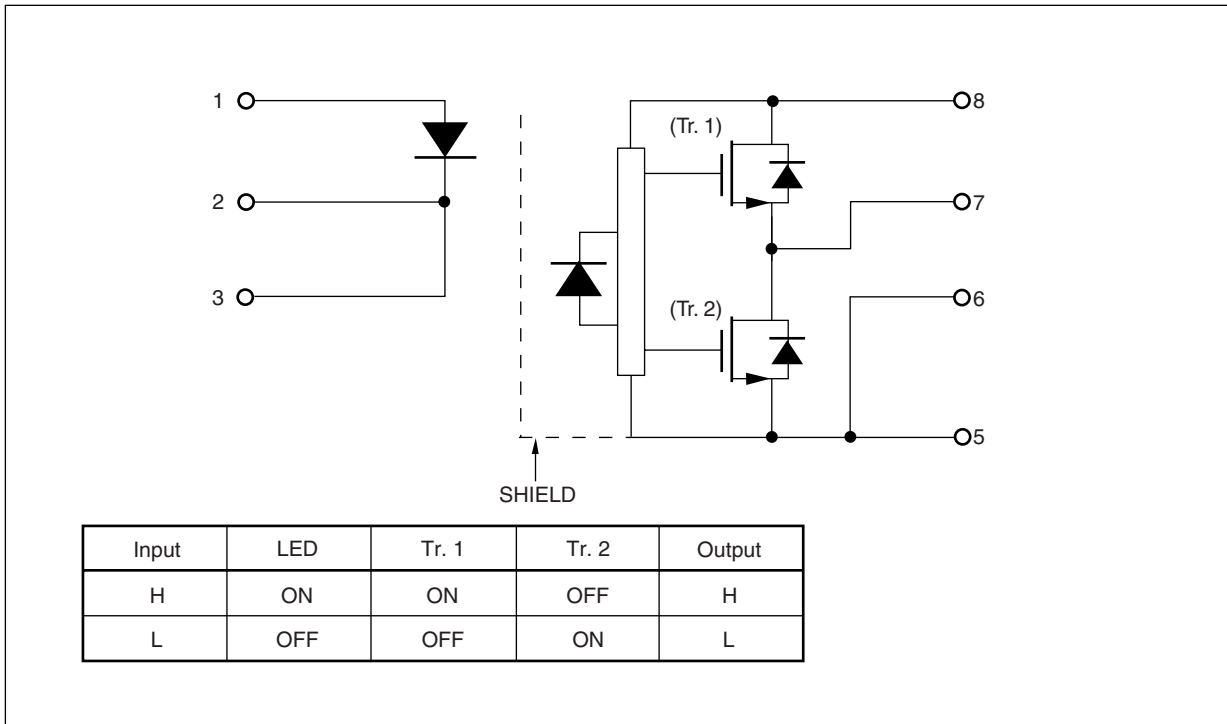 1
8
(Tr. 1)
2
7
3
6
(Tr. 2)
5
SHIELD
Input LED Tr. 1 Tr. 2 Output
H ON ON OFF H
L OFF OFF ON L